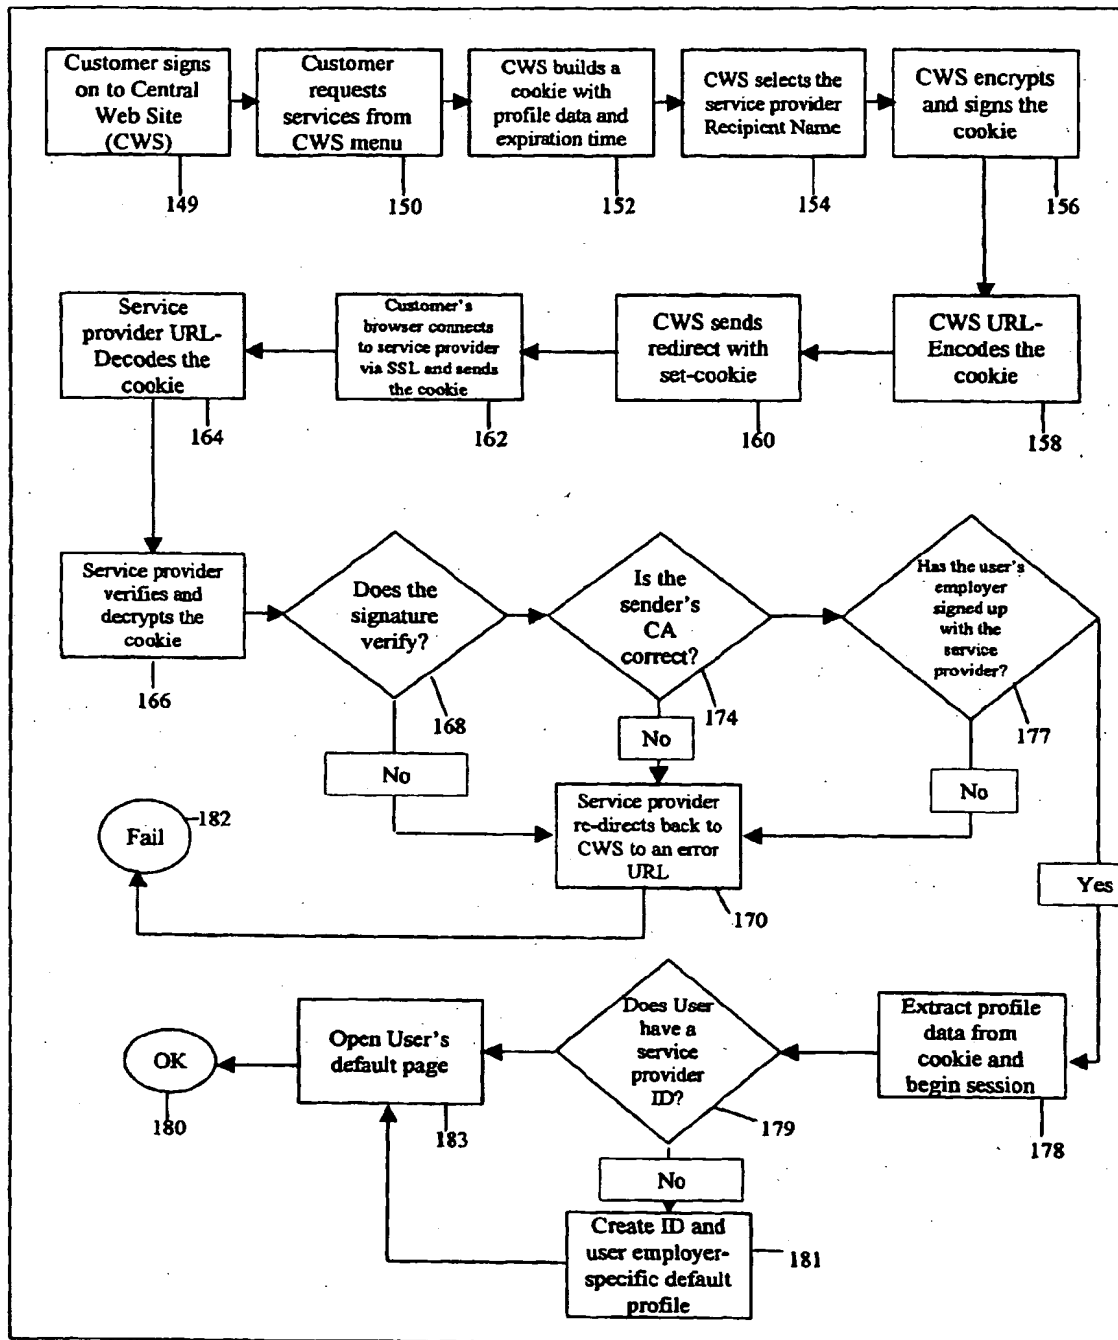 Customer signs
on to Central
Web Site
(CWS)
149
Customer
requests
services from
CWS menu
150
CWS builds a
cookie with
profile data and
expiration time
152
CWS selects the
service provider
Recipient Name
154
CWS encrypts
and signs the
cookie
156
Service
provider URL-
Decodes the
cookie
164
Customer's
browser connects
to service provider
via SSL and sends
the cookie
162
CWS sends
redirect with
set-cookie
160
CWS URL-
Encodes the
cookie
158
Service provider
verifies and
decrypts the
cookie
166
Does the
signature
verify?
168
Is the
sender's
CA
correct?
174
Has the user's
employer
signed up
with the
service
provider?
177
No
No
No
Service provider
re-directs back to
CWS to an error
URL
170
Fail
182
Yes
OK
180
Open User's
default page
183
Does User
have a
service
provider
ID?
179
Extract profile
data from
cookie and
begin session
178
No
Create ID and
user employer-
specific default
profile
181